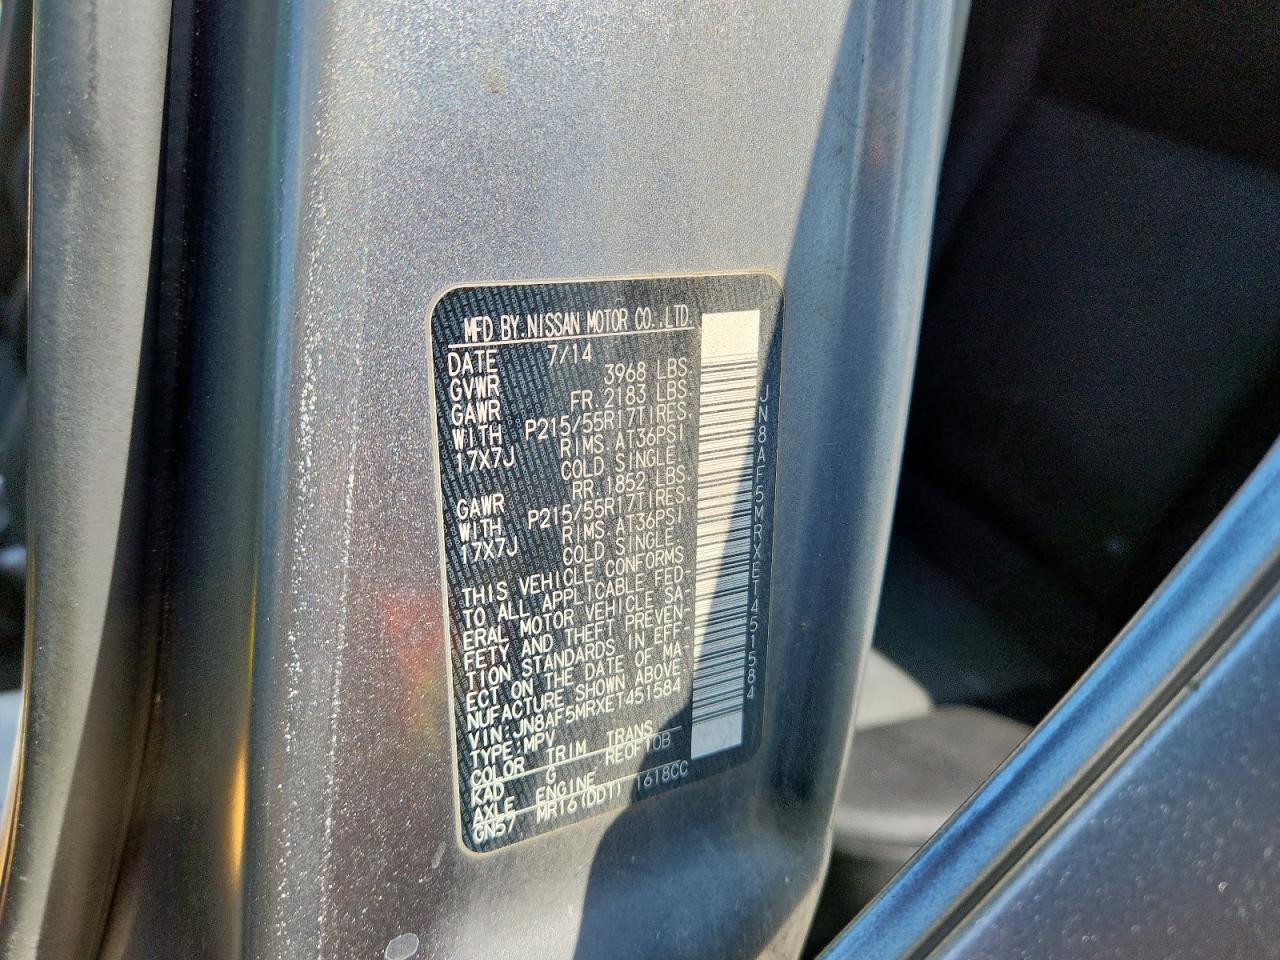 MFD BY.NISSAN MOTOR CO.,LTD.
DATE 7/14
GVWR 3968 LBS.
GAWR FR 2183 LBS.
WITH P215/55R17TIRES.
17X7J RIMS AT36PSI
COLD SINGLE.
GAWR RR 1852 LBS.
WITH P215/55R17TIRES.
17X7J RIMS AT36PSI
COLD SINGLE.
THIS VEHICLE CONFORMS
TO ALL APPLICABLE FED-
ERAL MOTOR VEHICLE SA-
FETY AND THEFT PREVEN-
TION STANDARDS IN EFF-
ECT ON THE DATE OF MA-
NUFACTURE SHOWN ABOVE
VIN:JN8AF5MRXET451584
TYPE:MPV
COLOR TRIM TRANS
KAD G RE0F10B
AXLE ENGINE
GN57 MR16(DDT) 1618CC
JN8AF5MRXET451584